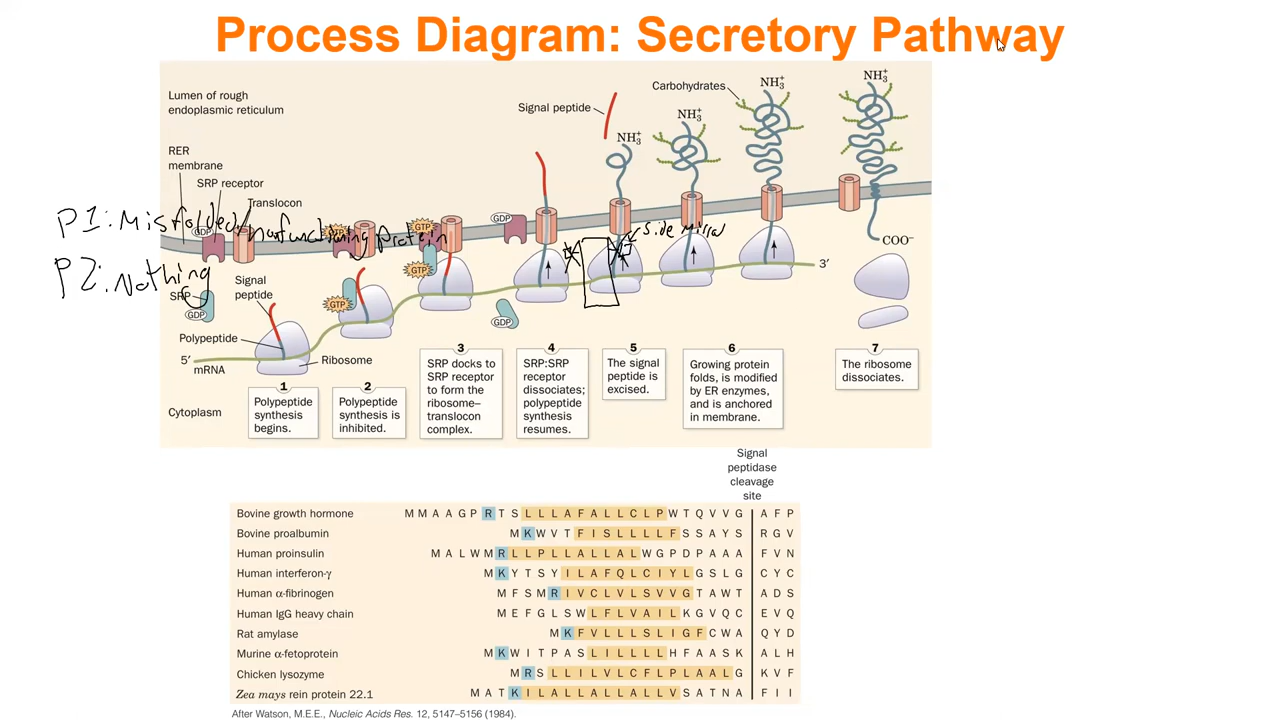 Process Diagram: Secretory Pathway
Lumen of rough
endoplasmic reticulum
Signal peptide
Carbohydrates
NH3+
NH3+
NH3+
NH3+
RER
membrane
SRP receptor
Translocon
P1: Misfolded/nonfunctioning protein
side mirror
GDP
GTP
GTP
GDP
COO−
P2: Nothing
GTP
GTP
3′
SRP
GDP
Signal
peptide
GDP
Polypeptide
5′
mRNA
Ribosome
Cytoplasm
1
Polypeptide
synthesis
begins.
2
Polypeptide
synthesis is
inhibited.
3
SRP docks to
SRP receptor
to form the
ribosome–
translocon
complex.
4
SRP:SRP
receptor
dissociates;
polypeptide
synthesis
resumes.
5
The signal
peptide is
excised.
6
Growing protein
folds, is modified
by ER enzymes,
and is anchored
in membrane.
7
The ribosome
dissociates.
Signal
peptidase
cleavage
site
Bovine growth hormone M M A A G P R T S L L L A F A L L C L P W T Q V V G A F P
Bovine proalbumin M K W V T F I S L L L L F S S A Y S R G V
Human proinsulin M A L W M R L L P L L A L L A L W G P D P A A A F V N
Human interferon-γ M K Y T S Y I L A F Q L C I Y L G S L G C Y C
Human α-fibrinogen M F S M R I V C L V L S V V G T A W T A D S
Human IgG heavy chain M E F G L S W L F L V A I L K G V Q C E V Q
Rat amylase M K F V L L L S L I G F C W A Q Y D
Murine α-fetoprotein M K W I T P A S L I L L L L H F A A S K A L H
Chicken lysozyme M R S L L I L V L C F L P L A A L G K V F
Zea mays rein protein 22.1 M A T K I L A L L A L L A L L V S A T N A F I I
After Watson, M.E.E., Nucleic Acids Res. 12, 5147–5156 (1984).